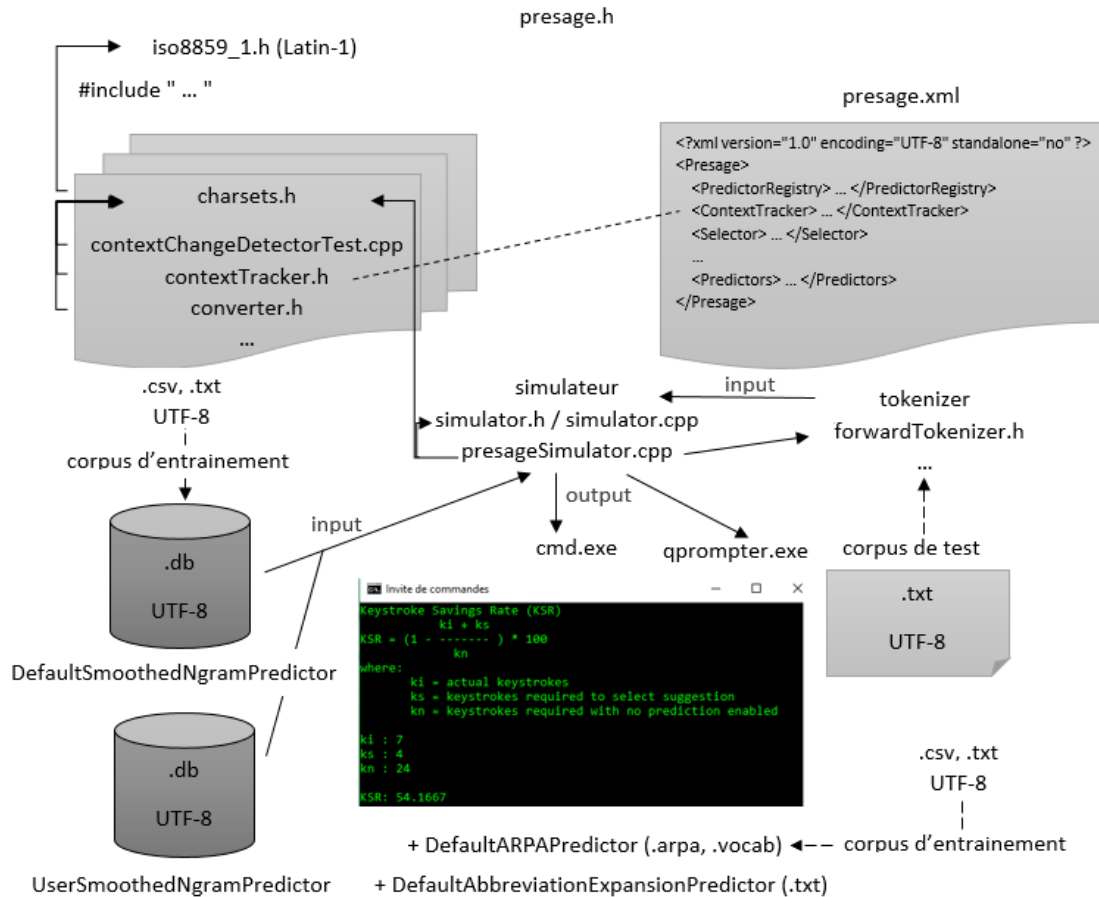 presage.h
iso8859_1.h (Latin-1)
#include " ... "
presage.xml
<?xml version="1.0" encoding="UTF-8" standalone="no" ?>
<Presage>
<PredictorRegistry> ... </PredictorRegistry>
<ContextTracker> ... </ContextTracker>
<Selector> ... </Selector>
...
<Predictors> ... </Predictors>
</Presage>
charsets.h
contextChangeDetectorTest.cpp
contextTracker.h
converter.h
...
.csv, .txt
UTF-8
corpus d’entrainement
.db
UTF-8
DefaultSmoothedNgramPredictor
.db
UTF-8
UserSmoothedNgramPredictor
input
simulateur
simulator.h / simulator.cpp
presageSimulator.cpp
input
tokenizer
forwardTokenizer.h
...
output
cmd.exe
qprompter.exe
corpus de test
.txt
UTF-8
Invite de commandes
Keystroke Savings Rate (KSR)
ki + ks
KSR = (1 - ------- ) * 100
kn
where:
ki = actual keystrokes
ks = keystrokes required to select suggestion
kn = keystrokes required with no prediction enabled
ki : 7
ks : 4
kn : 24
KSR: 54.1667
.csv, .txt
UTF-8
corpus d’entrainement
+ DefaultARPAPredictor (.arpa, .vocab)
+ DefaultAbbreviationExpansionPredictor (.txt)